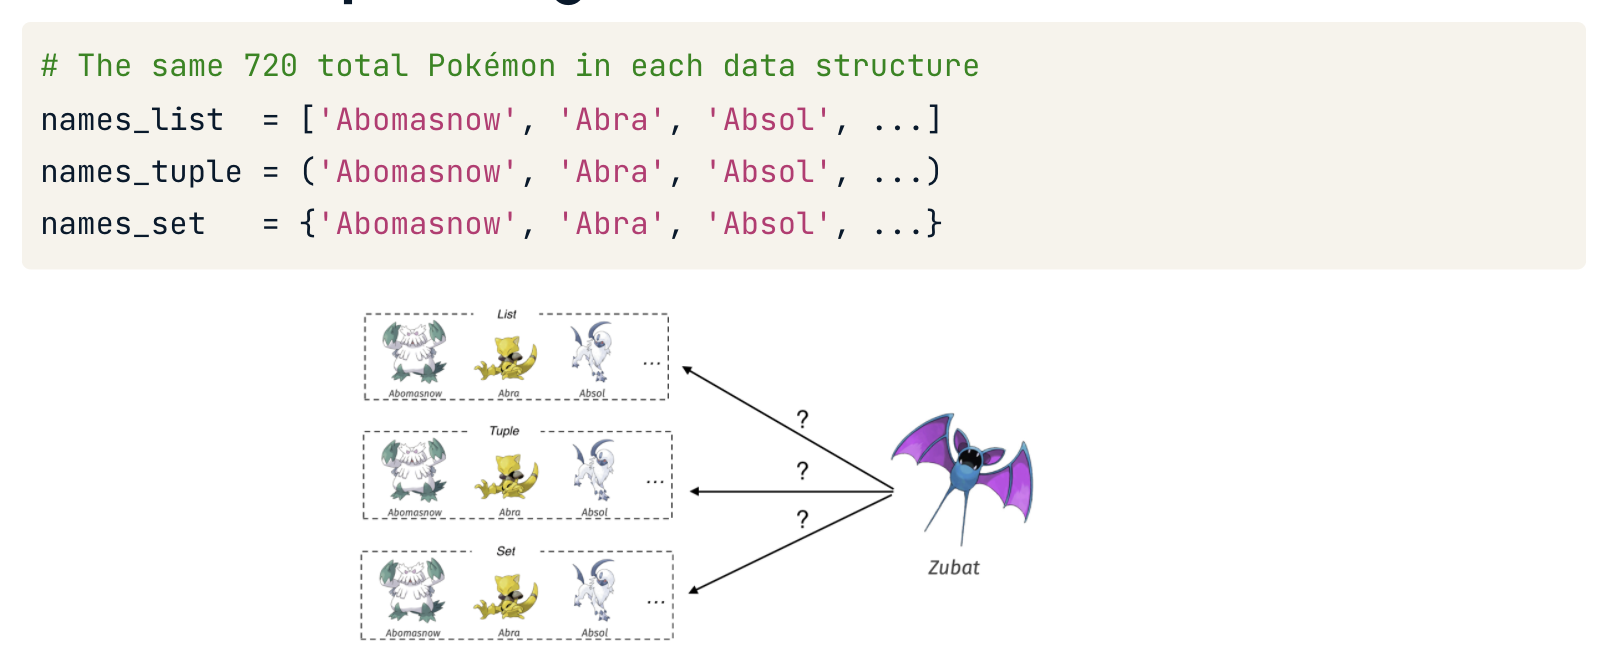 # The same 720 total Pokémon in each data structure
names_list  = ['Abomasnow', 'Abra', 'Absol', ...]
names_tuple = ('Abomasnow', 'Abra', 'Absol', ...)
names_set   = {'Abomasnow', 'Abra', 'Absol', ...}
List
...
Abomasnow Abra Absol
?
Tuple
?
...
Abomasnow Abra Absol
?
Set
Zubat
...
Abomasnow Abra Absol